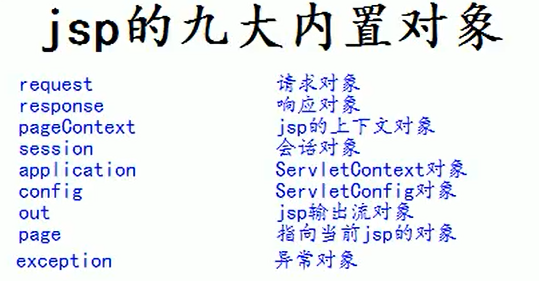 jsp的九大内置对象
request 请求对象
response 响应对象
pageContext jsp的上下文对象
session 会话对象
application ServletContext对象
config ServletConfig对象
out jsp输出流对象
page 指向当前jsp的对象
exception 异常对象